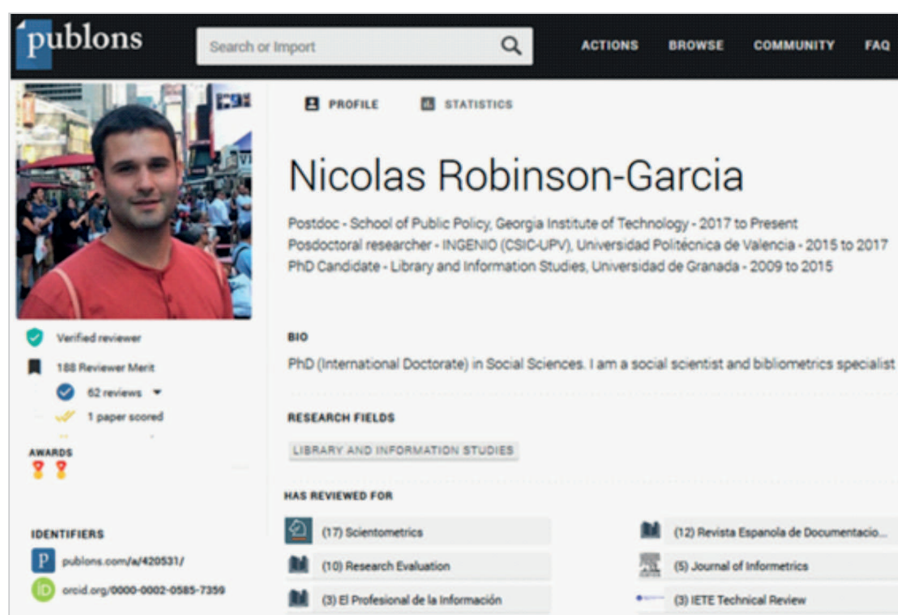 publons
Search or Import
ACTIONS BROWSE COMMUNITY FAQ
PROFILE STATISTICS
Nicolas Robinson-Garcia
Postdoc - School of Public Policy, Georgia Institute of Technology - 2017 to Present
Posdoctoral researcher - INGENIO (CSIC-UPV), Universidad Politécnica de Valencia - 2015 to 2017
PhD Candidate - Library and Information Studies, Universidad de Granada - 2009 to 2015
Verified reviewer
188 Reviewer Merit
62 reviews
1 paper scored
AWARDS
IDENTIFIERS
P publons.com/a/420531/
iD orcid.org/0000-0002-0585-7359
BIO
PhD (International Doctorate) in Social Sciences. I am a social scientist and bibliometrics specialist
RESEARCH FIELDS
LIBRARY AND INFORMATION STUDIES
HAS REVIEWED FOR
(17) Scientometrics
(12) Revista Espanola de Documentacio...
(10) Research Evaluation
(5) Journal of Informetrics
(3) El Profesional de la Información
(3) IETE Technical Review